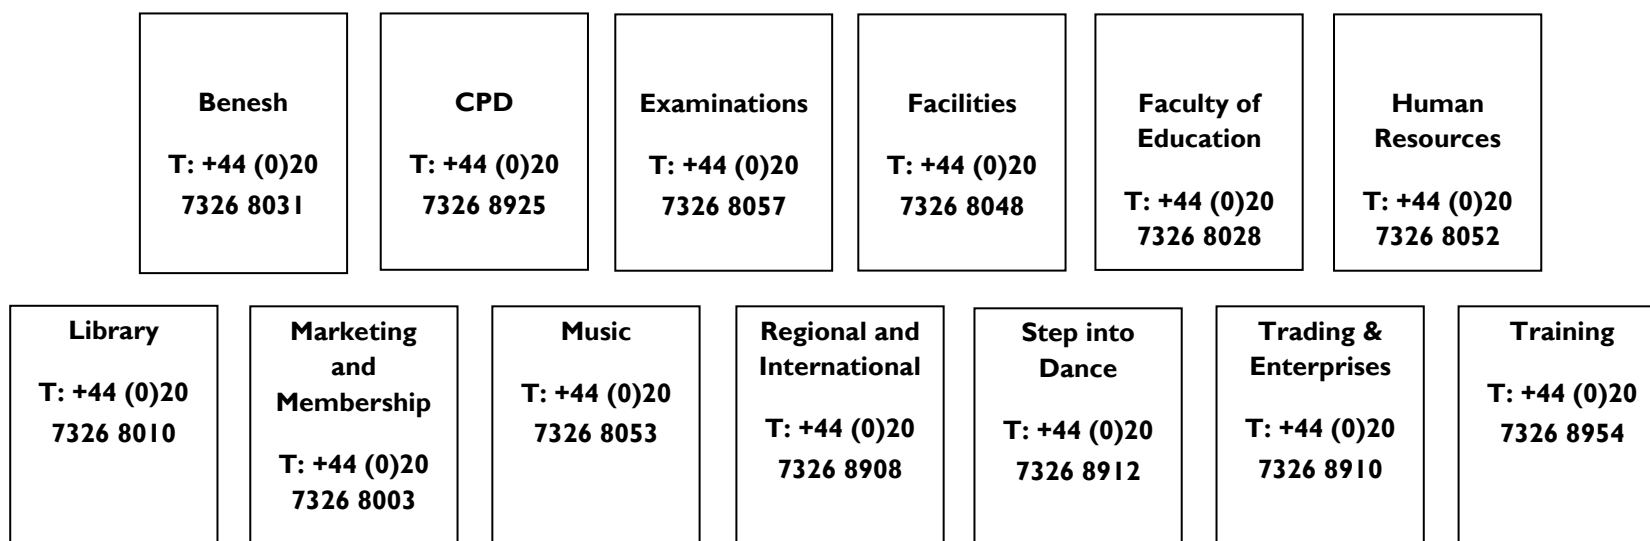 Benesh
T: +44 (0)20
7326 8031
CPD
T: +44 (0)20
7326 8925
Examinations
T: +44 (0)20
7326 8057
Facilities
T: +44 (0)20
7326 8048
Faculty of
Education
T: +44 (0)20
7326 8028
Human
Resources
T: +44 (0)20
7326 8052
Library
T: +44 (0)20
7326 8010
Marketing
and
Membership
T: +44 (0)20
7326 8003
Music
T: +44 (0)20
7326 8053
Regional and
International
T: +44 (0)20
7326 8908
Step into
Dance
T: +44 (0)20
7326 8912
Trading &
Enterprises
T: +44 (0)20
7326 8910
Training
T: +44 (0)20
7326 8954